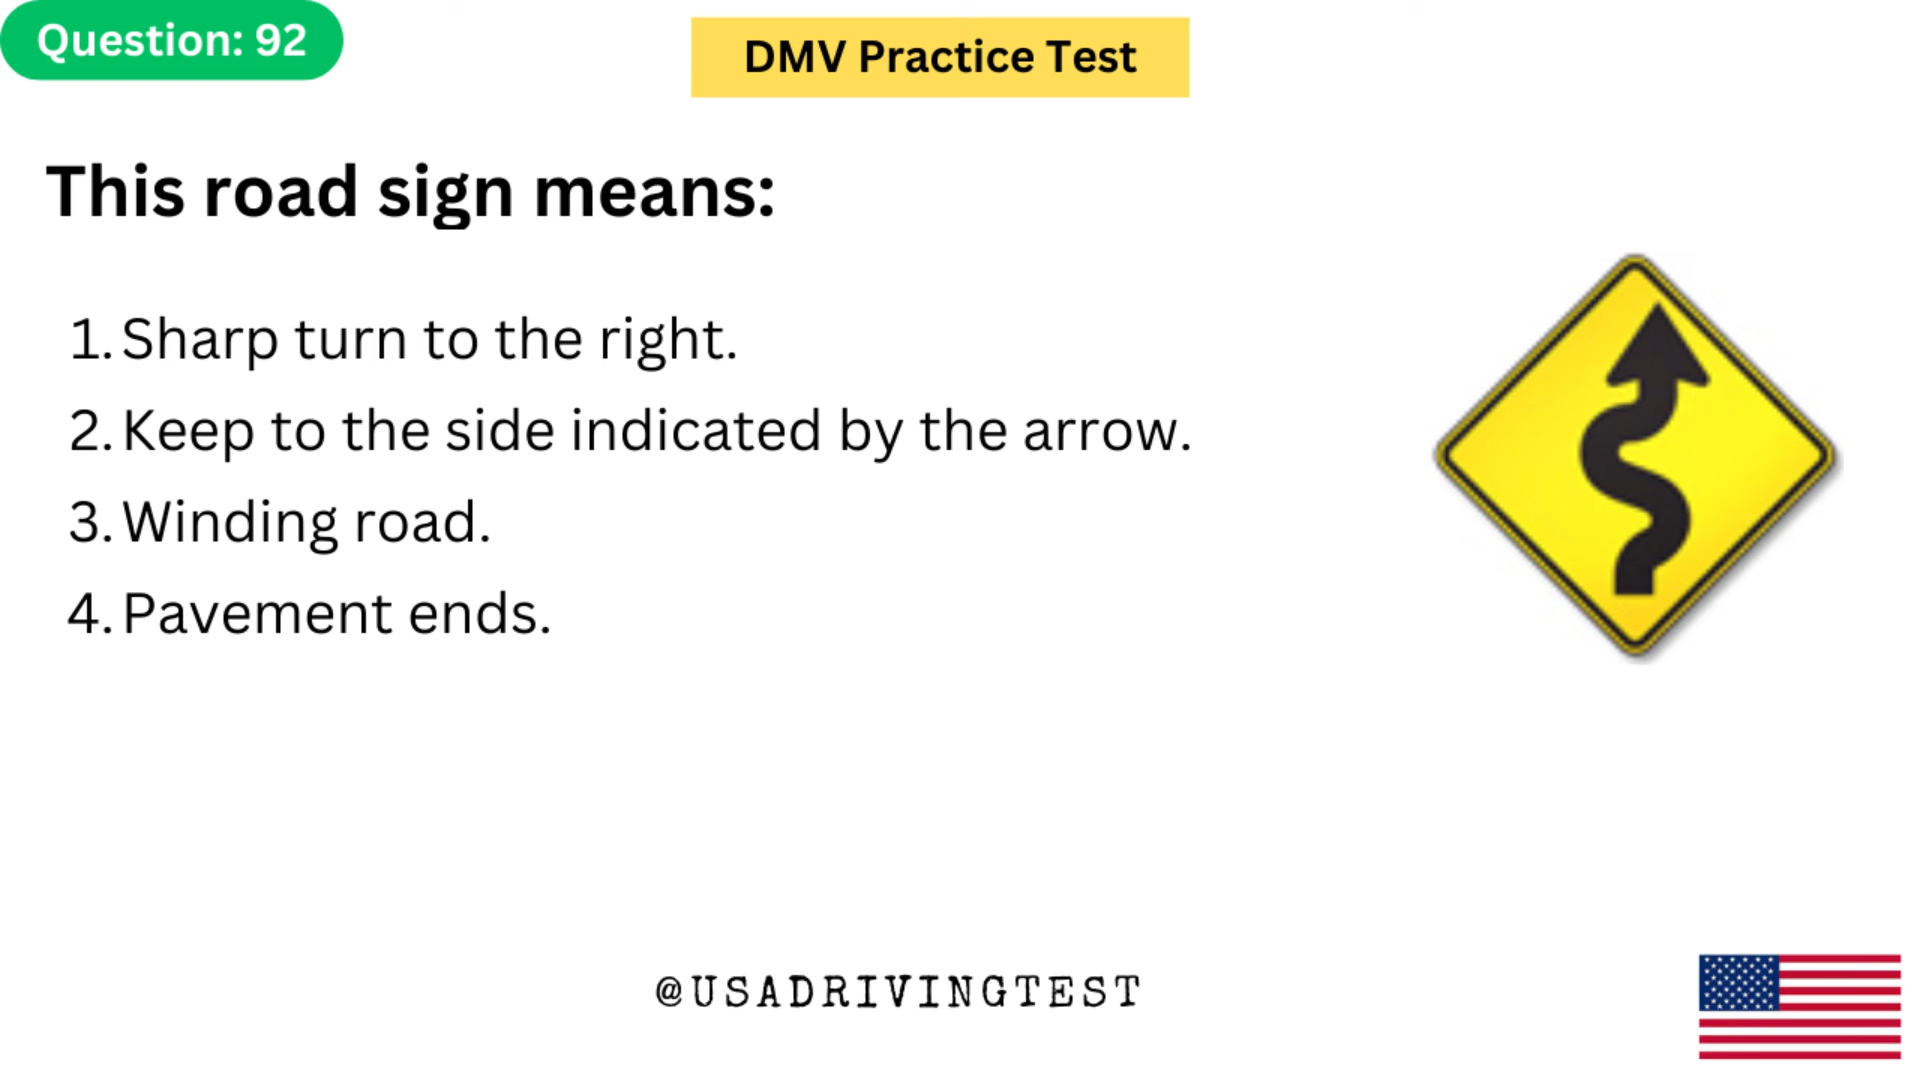 Question: 92
DMV Practice Test
This road sign means:
1. Sharp turn to the right.
2. Keep to the side indicated by the arrow.
3. Winding road.
4. Pavement ends.
@USADRIVINGTEST